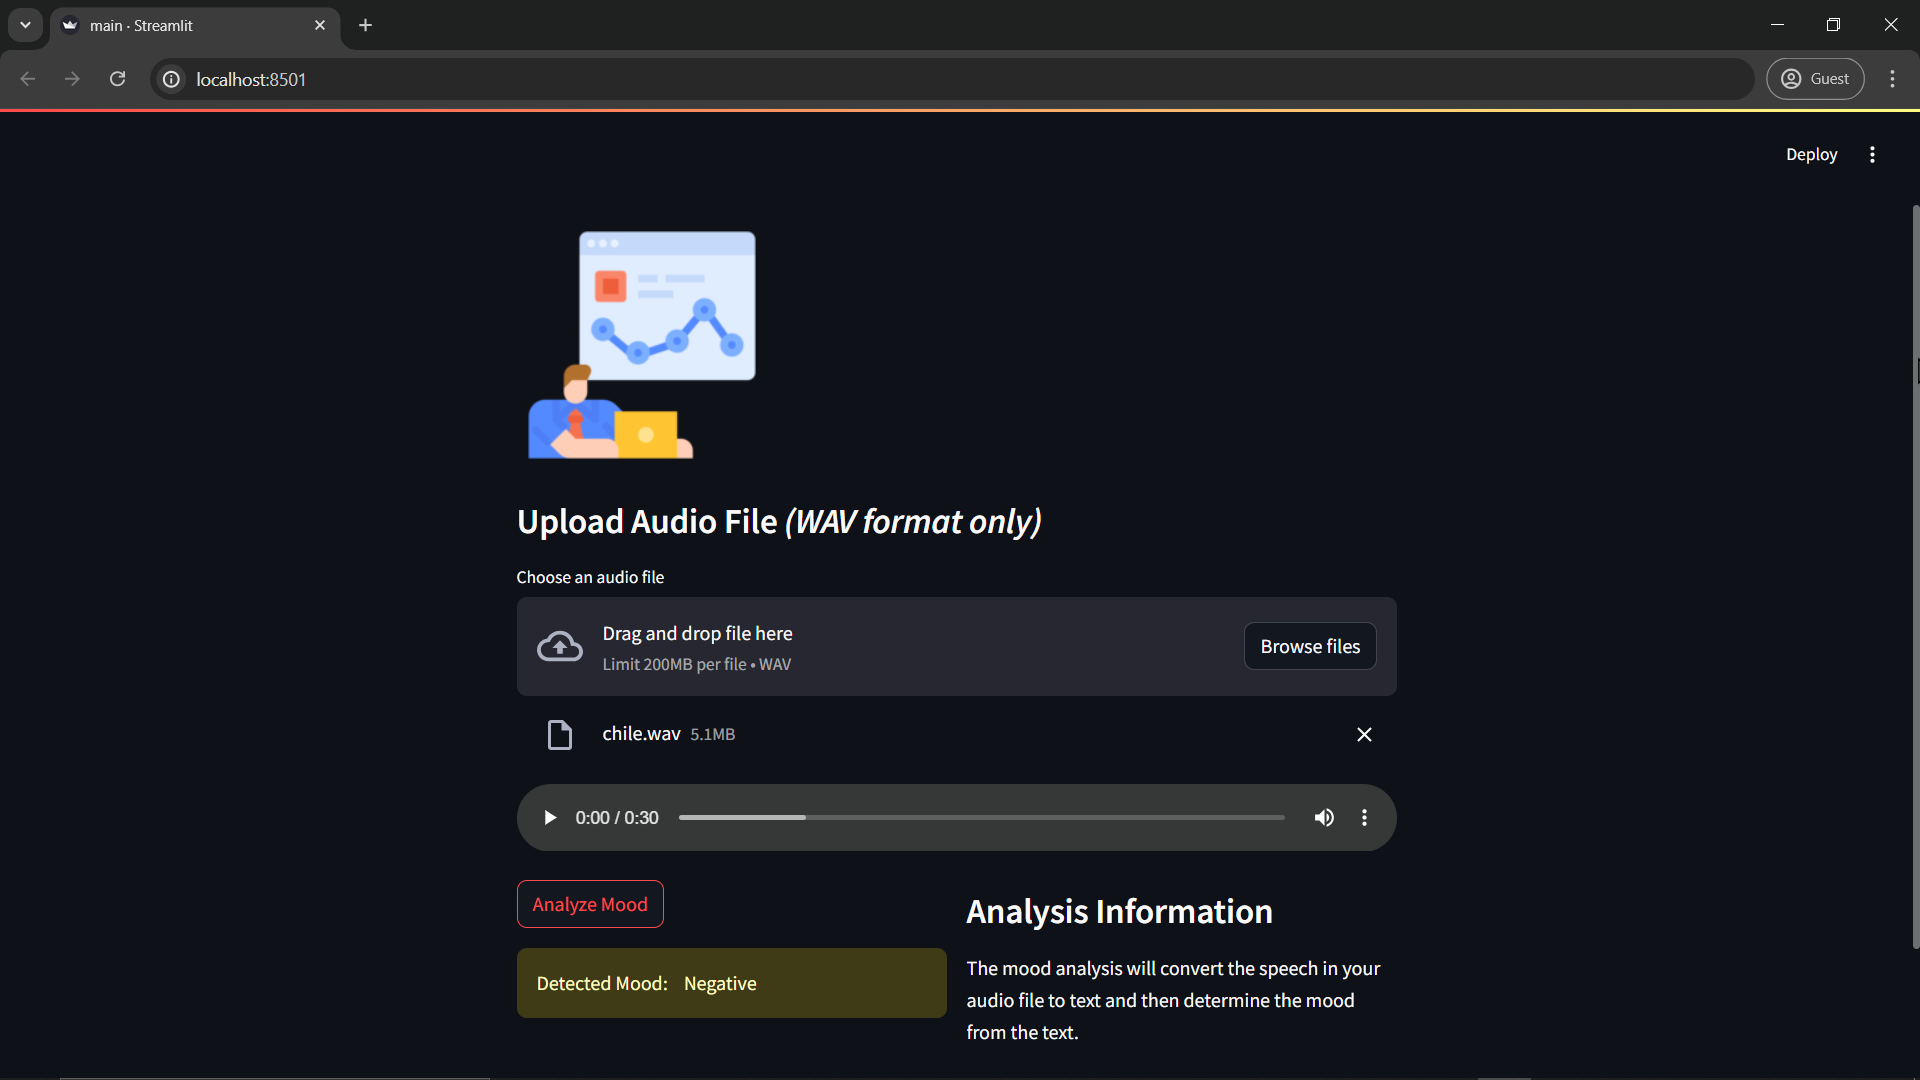 main · Streamlit
localhost:8501
Guest
Deploy
Upload Audio File (WAV format only)
Choose an audio file
Drag and drop file here
Limit 200MB per file • WAV
Browse files
chile.wav 5.1MB
0:00 / 0:30
Analyze Mood
Detected Mood: Negative
Analysis Information
The mood analysis will convert the speech in your
audio file to text and then determine the mood
from the text.